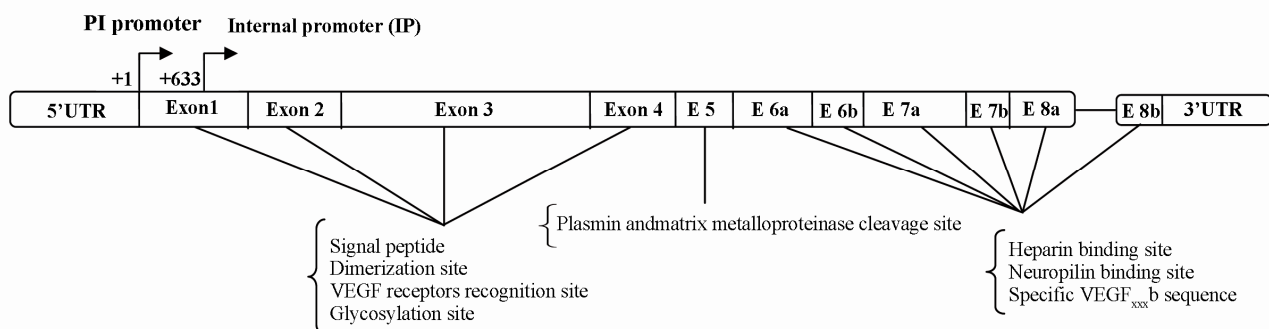 PI promoter
Internal promoter (IP)
+1
+633
5’UTR Exon1 Exon 2 Exon 3 Exon 4 E 5 E 6a E 6b E 7a E 7b E 8a E 8b 3’UTR
Signal peptide
Dimerization site
VEGF receptors recognition site
Glycosylation site
Plasmin andmatrix metalloproteinase cleavage site
Heparin binding site
Neuropilin binding site
Specific VEGFxxxb sequence